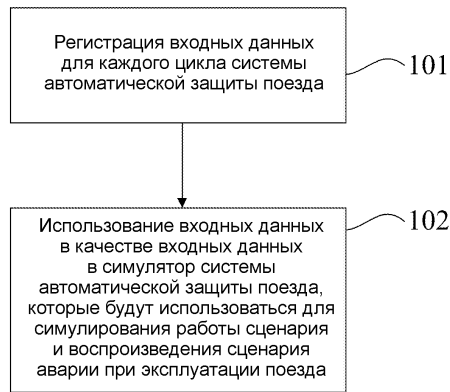 Регистрация входных данных
для каждого цикла системы
автоматической защиты поезда
101
Использование входных данных
в качестве входных данных
в симулятор системы
автоматической защиты поезда,
которые будут использоваться для
симулирования работы сценария
и воспроизведения сценария
аварии при эксплуатации поезда
102